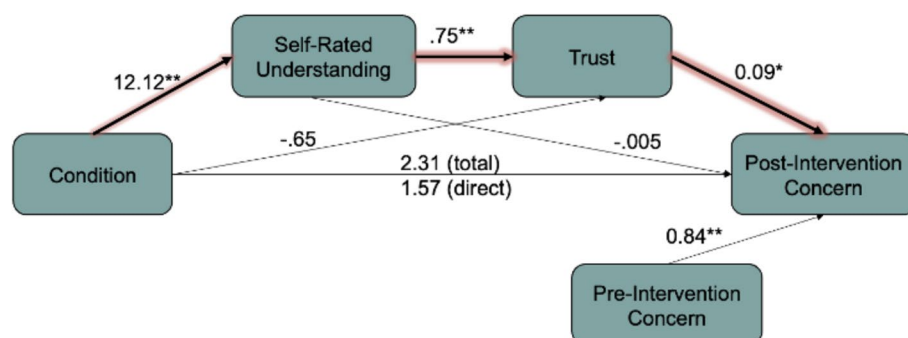 Self-Rated
Understanding
.75**
Trust
12.12**
0.09*
-.65
-.005
Condition
2.31 (total)
1.57 (direct)
Post-Intervention
Concern
0.84**
Pre-Intervention
Concern